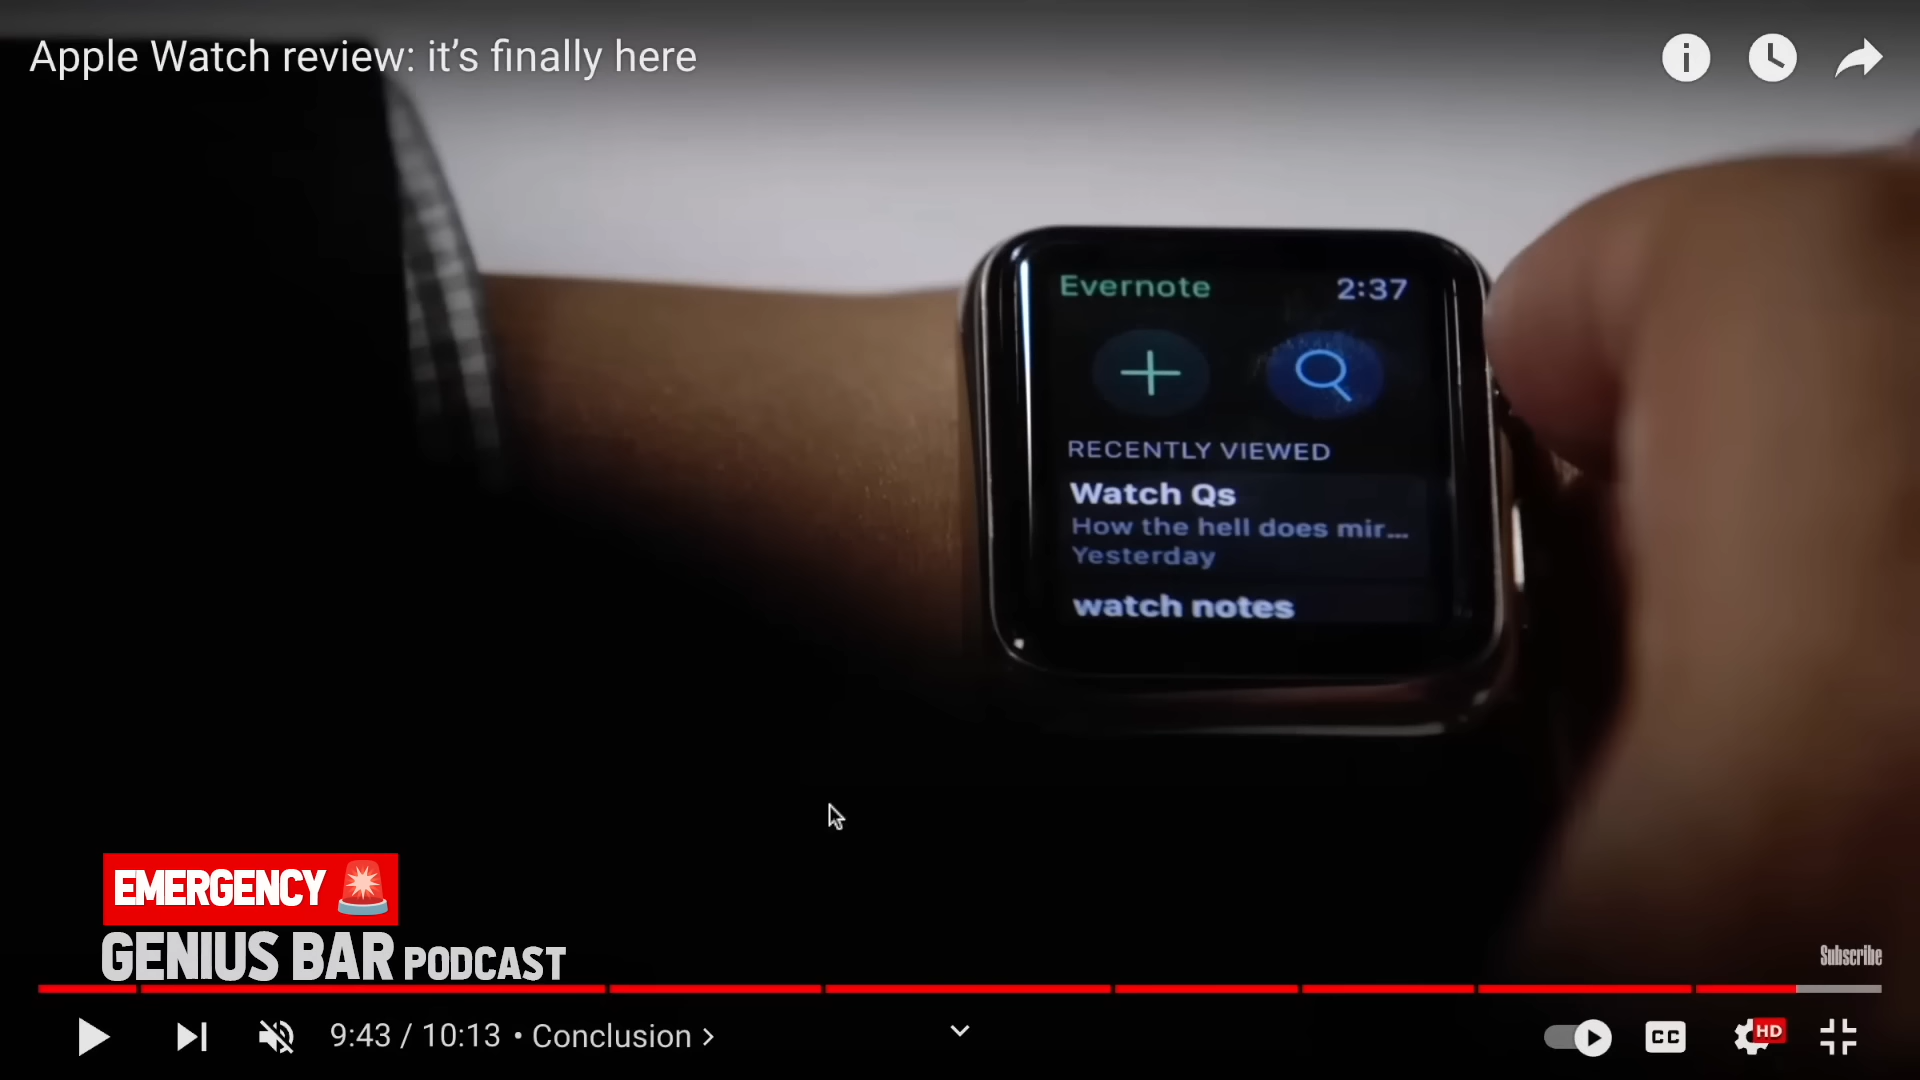 Apple Watch review: it’s finally here
Evernote 2:37
RECENTLY VIEWED
Watch Qs
How the hell does mir...
Yesterday
watch notes
EMERGENCY 🚨
GENIUS BAR PODCAST
Subscribe
9:43 / 10:13 • Conclusion >
CC
HD